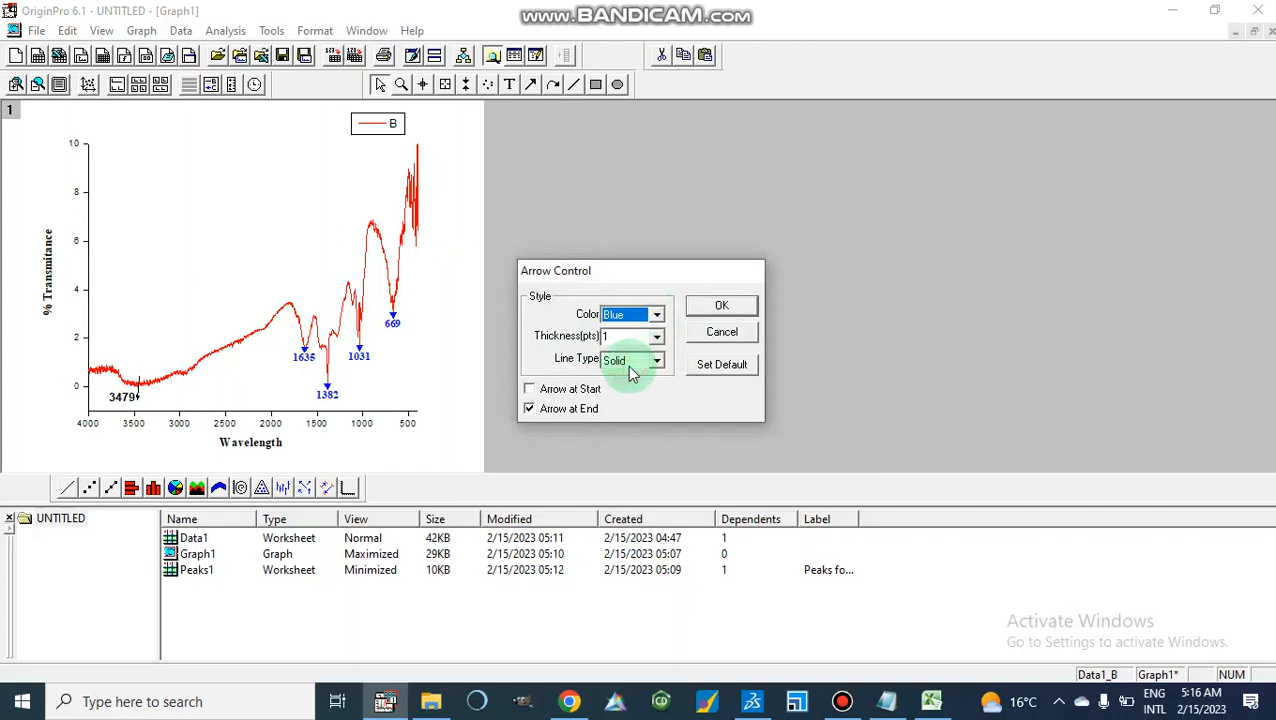 OriginPro 6.1 - UNTITLED - [Graph1]
www.BANDICAM.com
File Edit View Graph Data Analysis Tools Format Window Help
1
B
10
8
6
4
2
0
% Transmitance
669
1635
1031
1382
3479
4000 3500 3000 2500 2000 1500 1000 500
Wavelength
Arrow Control
Style
Color Blue
OK
Thickness(pts) 1
Cancel
Line Type Solid
Set Default
Arrow at Start
Arrow at End
UNTITLED
Name Type View Size Modified Created Dependents Label
Data1 Worksheet Normal 42KB 2/15/2023 05:11 2/15/2023 04:47 1
Graph1 Graph Maximized 29KB 2/15/2023 05:10 2/15/2023 05:07 0
Peaks1 Worksheet Minimized 10KB 2/15/2023 05:12 2/15/2023 05:09 1 Peaks fo...
Activate Windows
Go to Settings to activate Windows.
Data1_B Graph1* NUM
Type here to search
16°C
ENG
INTL
5:16 AM
2/15/2023